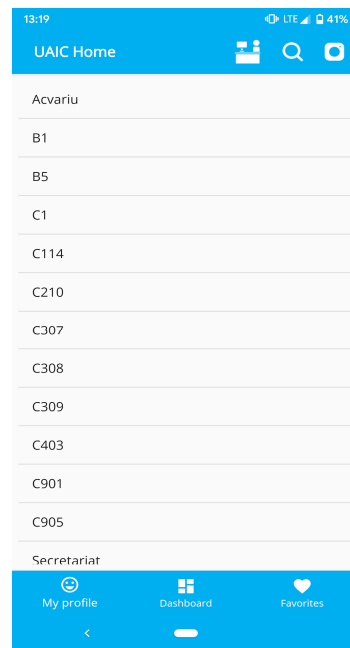 13:19 LTE 41%
UAIC Home
Acvariu
B1
B5
C1
C114
C210
C307
C308
C309
C403
C901
C905
Secretariat
My profile Dashboard Favorites